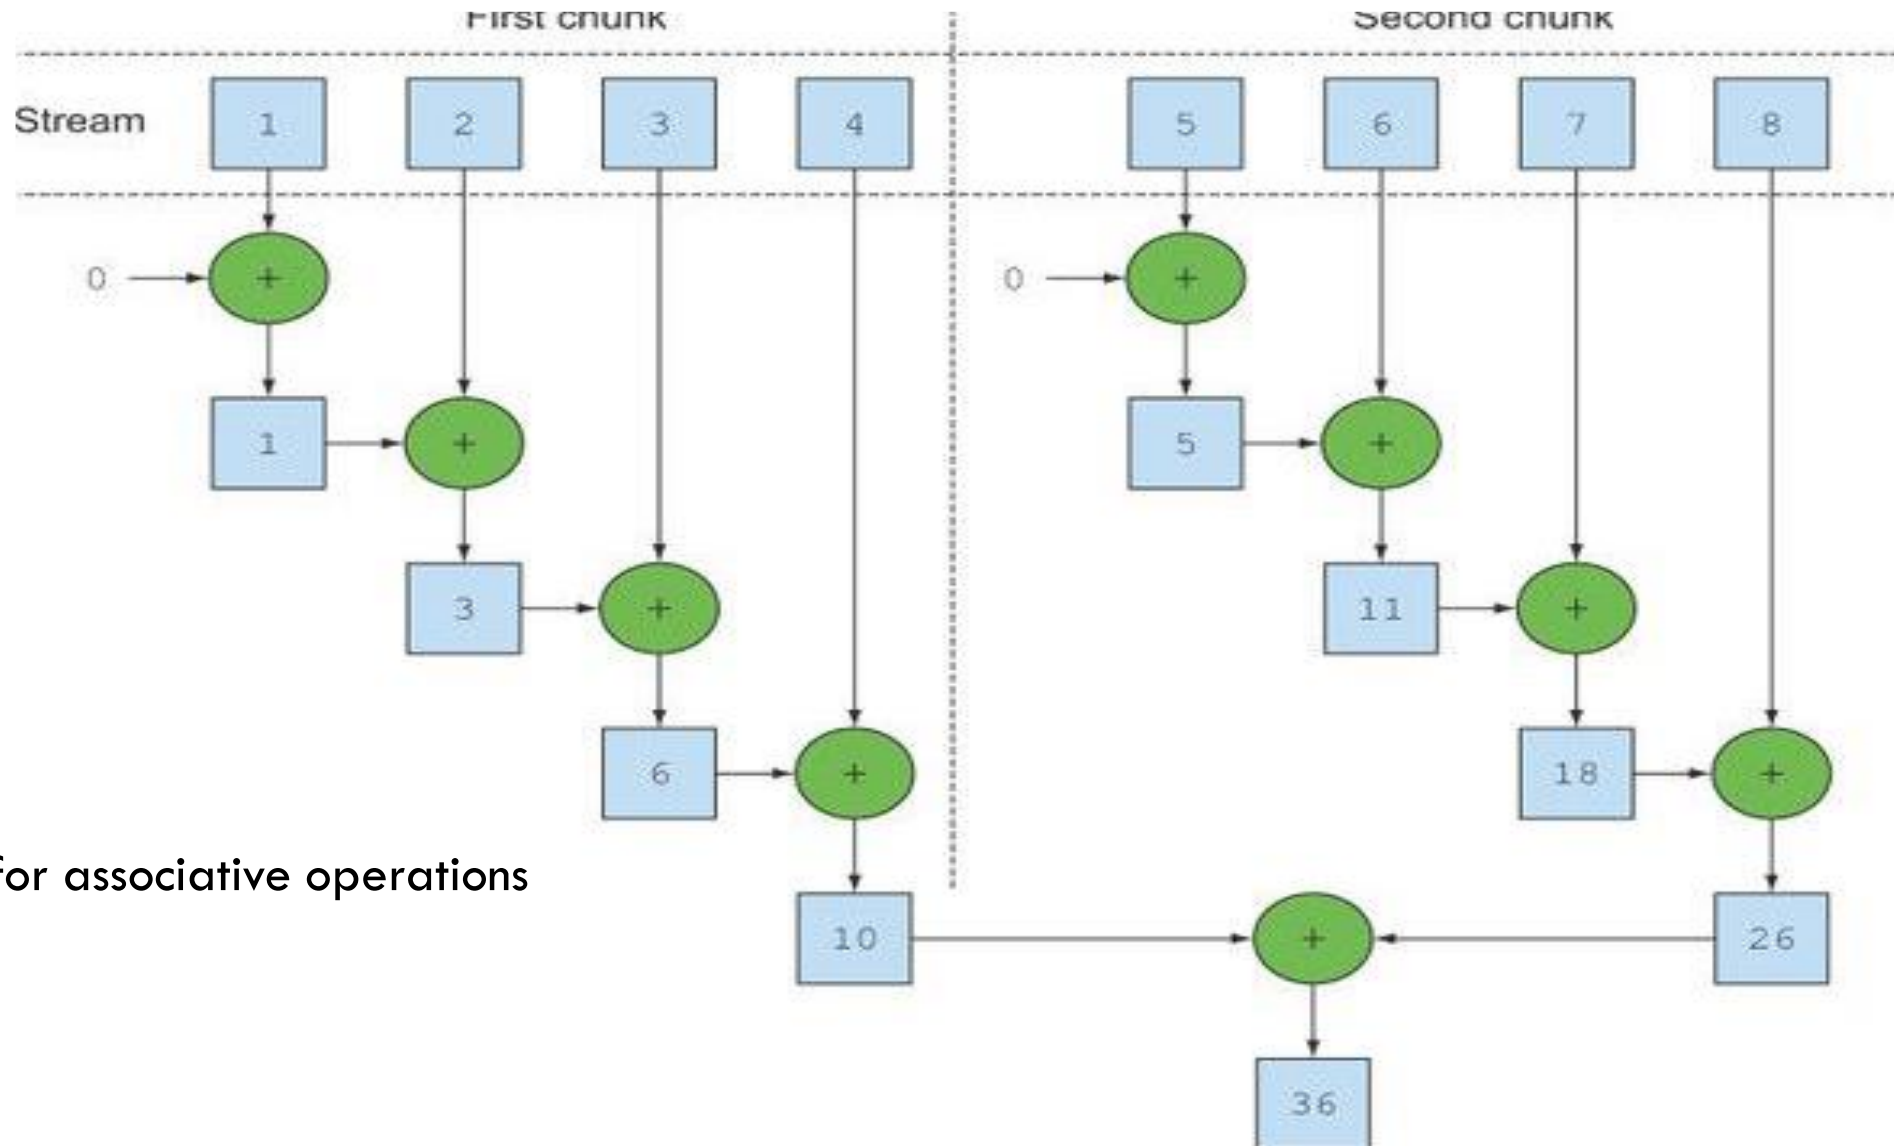 First chunk Second chunk
Stream 1 2 3 4 5 6 7 8
0 + 0 +
1 + 5 +
3 + 11 +
6 + 18 +
for associative operations
10 + 26
36